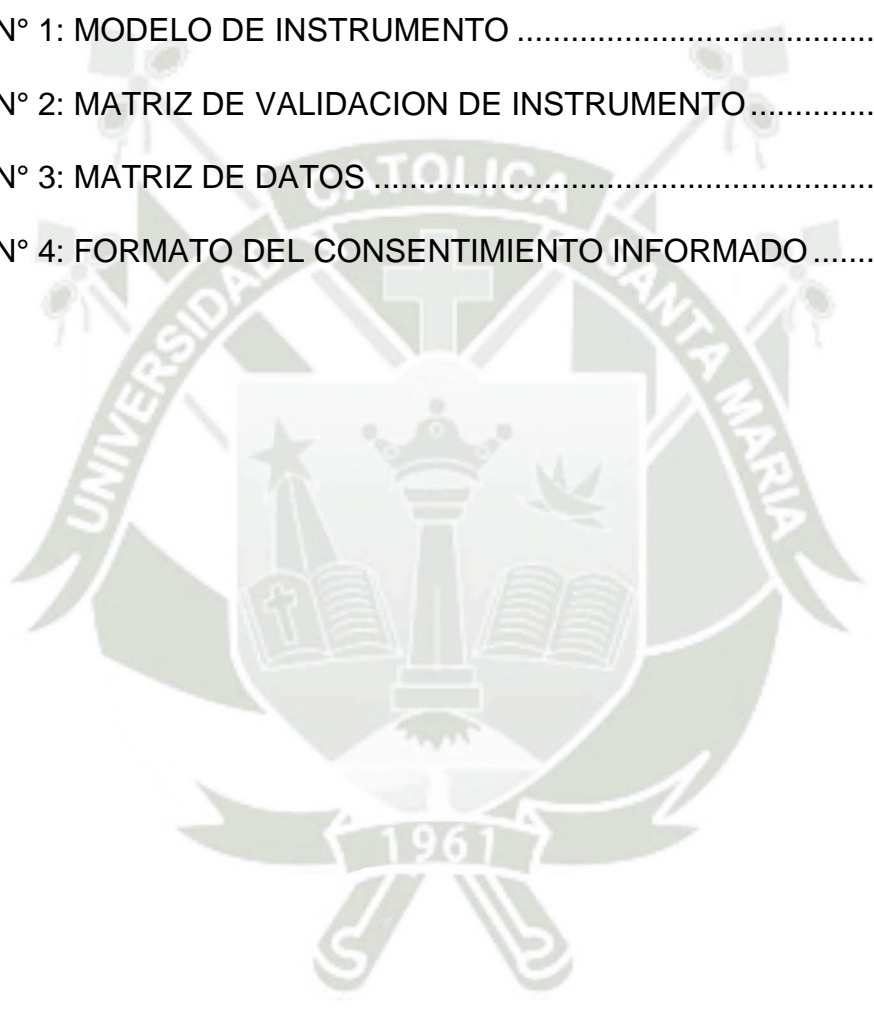 N° 1: MODELO DE INSTRUMENTO ........................................
N° 2: MATRIZ DE VALIDACION DE INSTRUMENTO ..............
N° 3: MATRIZ DE DATOS ........................................................
N° 4: FORMATO DEL CONSENTIMIENTO INFORMADO .......
UNIVERSIDAD CATOLICA SANTA MARIA
1961